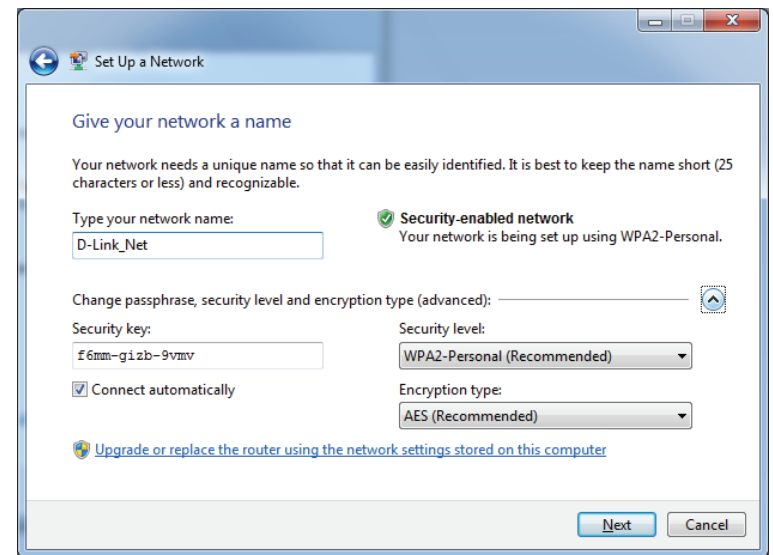 Set Up a Network
Give your network a name
Your network needs a unique name so that it can be easily identified. It is best to keep the name short (25
characters or less) and recognizable.
Type your network name:
D-Link_Net
Security-enabled network
Your network is being set up using WPA2-Personal.
Change passphrase, security level and encryption type (advanced):
Security key:
f6mm-gizb-9vmv
Security level:
WPA2-Personal (Recommended)
Connect automatically
Encryption type:
AES (Recommended)
Upgrade or replace the router using the network settings stored on this computer
Next
Cancel